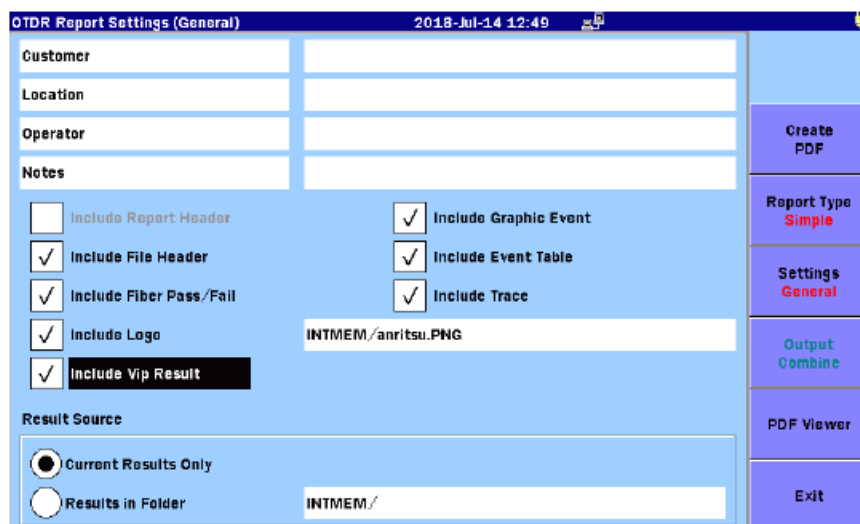 OTDR Report Settings (General) 2018-Jul-14 12:49
Customer
Location
Operator
Notes
Include Report Header
Include Graphic Event
Include File Header
Include Event Table
Include Fiber Pass/Fail
Include Trace
Include Logo
INTMEM/anritsu.PNG
Include Vip Result
Result Source
Current Results Only
Results in Folder
INTMEM/
Create
PDF
Report Type
Simple
Settings
General
Output
Combine
PDF Viewer
Exit